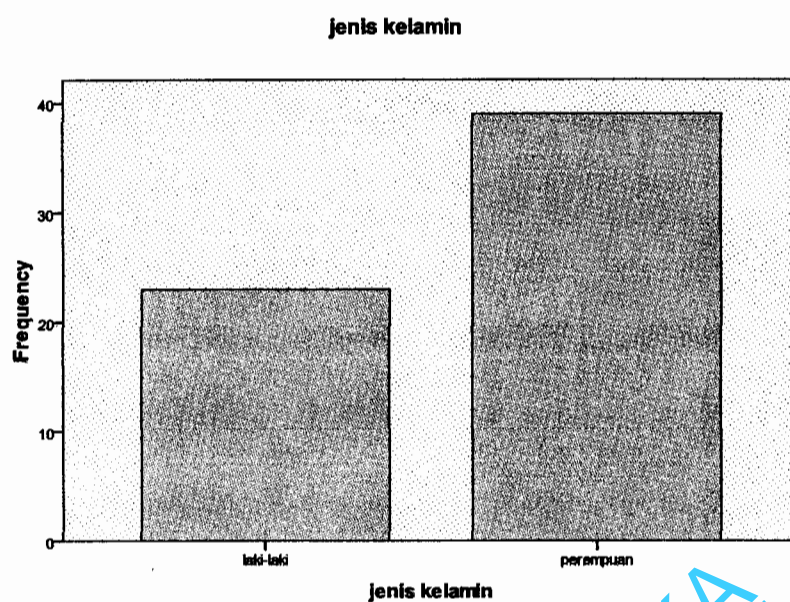 jenis kelamin
40
30
20
10
0
Frequency
laki-laki
perempuan
jenis kelamin